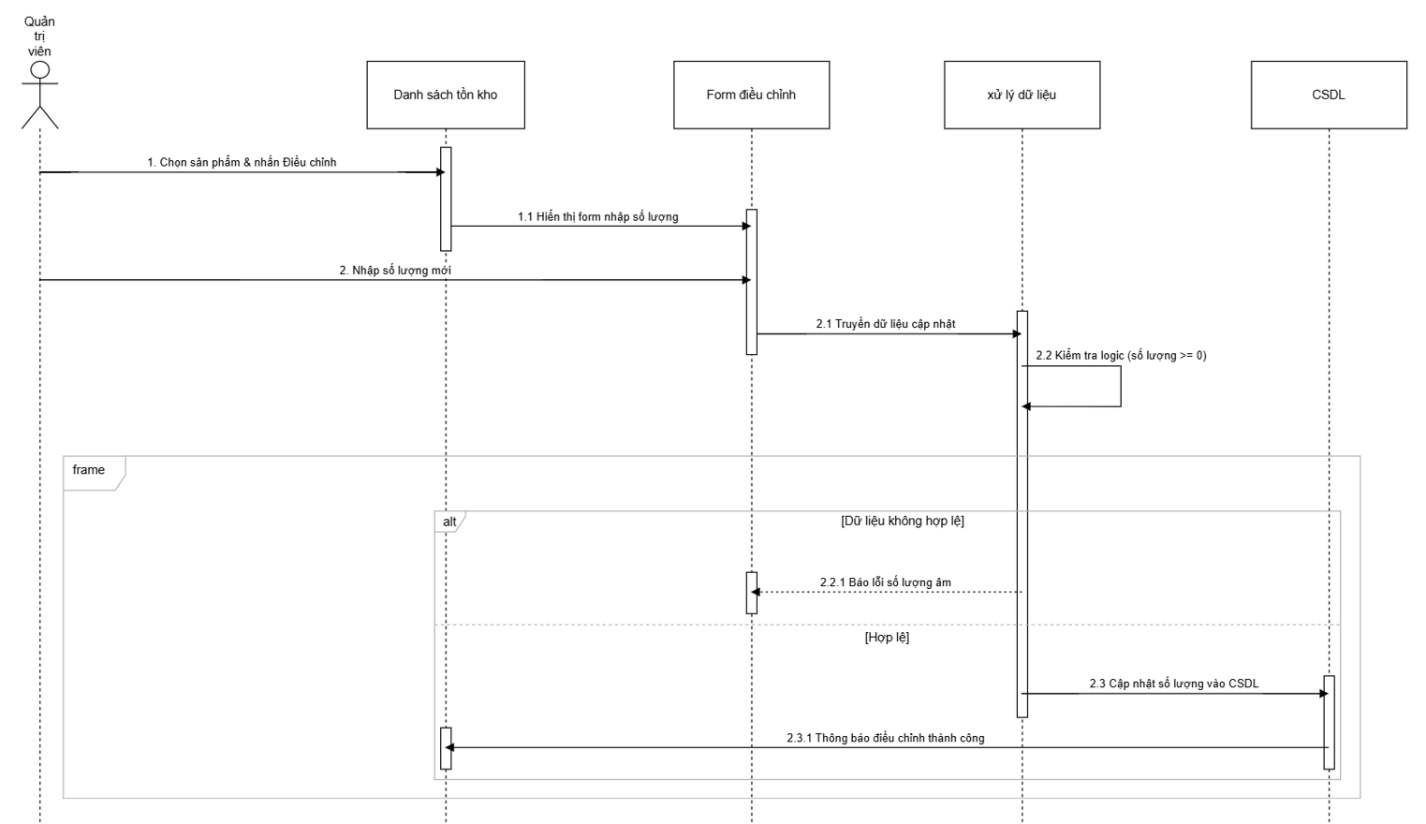 Quản
trị
viên
Danh sách tồn kho
Form điều chỉnh
xử lý dữ liệu
CSDL
1. Chọn sản phẩm & nhấn Điều chỉnh
1.1 Hiển thị form nhập số lượng
2. Nhập số lượng mới
2.1 Truyền dữ liệu cập nhật
2.2 Kiểm tra logic (số lượng >= 0)
frame
alt
[Dữ liệu không hợp lệ]
2.2.1 Báo lỗi số lượng âm
[Hợp lệ]
2.3 Cập nhật số lượng vào CSDL
2.3.1 Thông báo điều chỉnh thành công